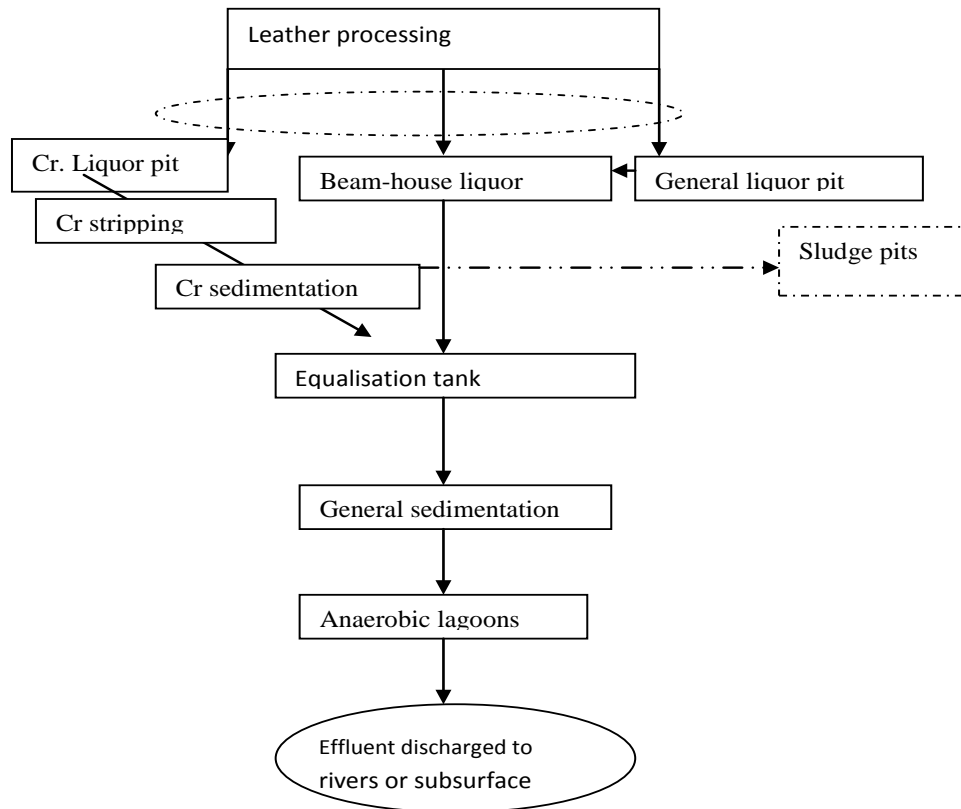 Leather processing
Cr. Liquor pit
Beam-house liquor
General liquor pit
Cr stripping
Sludge pits
Cr sedimentation
Equalisation tank
General sedimentation
Anaerobic lagoons
Effluent discharged to
rivers or subsurface